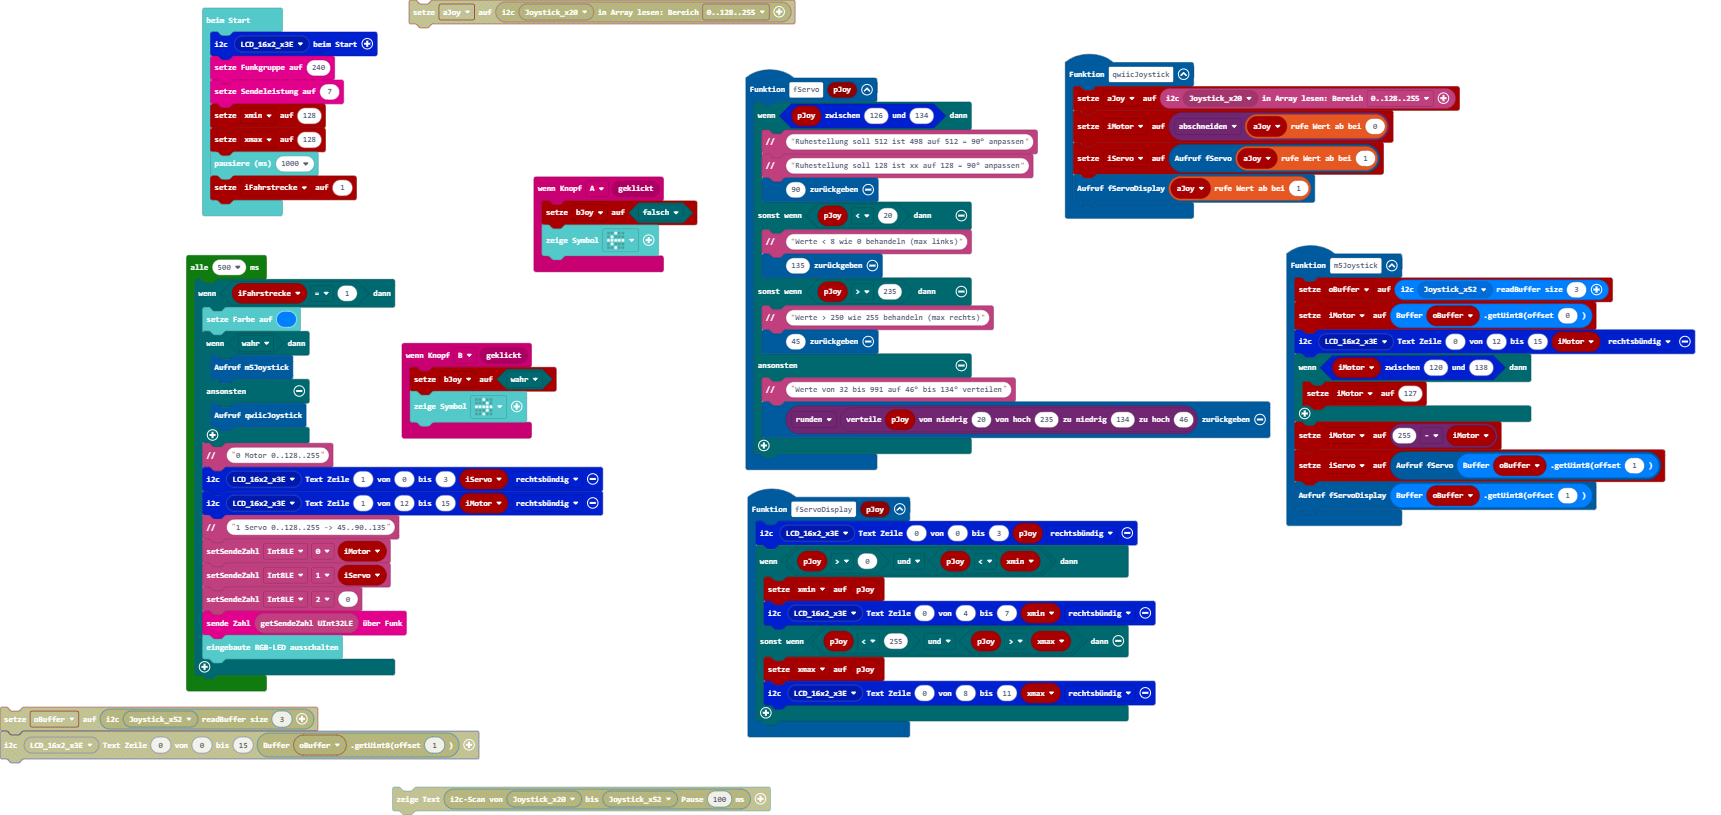 beim Start
i2c LCD_16x2_x3E beim Start
setze Funkgruppe auf 240
setze Sendeleistung auf 7
setze xmin auf 128
setze xmax auf 128
pausiere (ms) 1000
setze iFahrstrecke auf 1
setze aJoy auf i2c Joystick_x20 in Array lesen: Bereich 0..128..255
wenn Knopf A geklickt
setze bJoy auf falsch
zeige Symbol
wenn Knopf B geklickt
setze bJoy auf wahr
zeige Symbol
alle 500 ms
wenn iFahrstrecke = 1 dann
setze Farbe auf
wenn wahr dann
Aufruf m5Joystick
ansonsten
Aufruf qwiicJoystick
// "0 Motor 0..128..255"
i2c LCD_16x2_x3E Text Zeile 1 von 0 bis 3 iServo rechtsbündig
i2c LCD_16x2_x3E Text Zeile 1 von 12 bis 15 iMotor rechtsbündig
// "1 Servo 0..128..255 -> 45..90..135"
setSendeZahl Int8LE 0 iMotor
setSendeZahl Int8LE 1 iServo
setSendeZahl Int8LE 2 0
sende Zahl getSendeZahl UInt32LE über Funk
eingebaute RGB-LED ausschalten
setze oBuffer auf i2c Joystick_x52 readBuffer size 3
i2c LCD_16x2_x3E Text Zeile 0 von 0 bis 15 Buffer oBuffer .getUint8(offset 1 )
zeige Text i2c-Scan von Joystick_x20 bis Joystick_x52 Pause 100 ms
Funktion fServo pJoy
wenn pJoy zwischen 126 und 134 dann
// "Ruhestellung soll 512 ist 498 auf 512 = 90° anpassen"
// "Ruhestellung soll 128 ist xx auf 128 = 90° anpassen"
90 zurückgeben
sonst wenn pJoy < 20 dann
// "Werte < 8 wie 0 behandeln (max links)"
135 zurückgeben
sonst wenn pJoy > 235 dann
// "Werte > 250 wie 255 behandeln (max rechts)"
45 zurückgeben
ansonsten
// "Werte von 32 bis 991 auf 46° bis 134° verteilen"
runden verteile pJoy von niedrig 20 von hoch 235 zu niedrig 134 zu hoch 46 zurückgeben
Funktion fServoDisplay pJoy
i2c LCD_16x2_x3E Text Zeile 0 von 0 bis 3 pJoy rechtsbündig
wenn pJoy > 0 und pJoy < xmin dann
setze xmin auf pJoy
i2c LCD_16x2_x3E Text Zeile 0 von 4 bis 7 xmin rechtsbündig
sonst wenn pJoy < 255 und pJoy > xmax dann
setze xmax auf pJoy
i2c LCD_16x2_x3E Text Zeile 0 von 8 bis 11 xmax rechtsbündig
Funktion qwiicJoystick
setze aJoy auf i2c Joystick_x20 in Array lesen: Bereich 0..128..255
setze iMotor auf abschneiden aJoy rufe Wert ab bei 0
setze iServo auf Aufruf fServo aJoy rufe Wert ab bei 1
Aufruf fServoDisplay aJoy rufe Wert ab bei 1
Funktion m5Joystick
setze oBuffer auf i2c Joystick_x52 readBuffer size 3
setze iMotor auf Buffer oBuffer .getUint8(offset 0 )
i2c LCD_16x2_x3E Text Zeile 0 von 12 bis 15 iMotor rechtsbündig
wenn iMotor zwischen 120 und 138 dann
setze iMotor auf 127
setze iMotor auf 255 - iMotor
setze iServo auf Aufruf fServo Buffer oBuffer .getUint8(offset 1 )
Aufruf fServoDisplay Buffer oBuffer .getUint8(offset 1 )